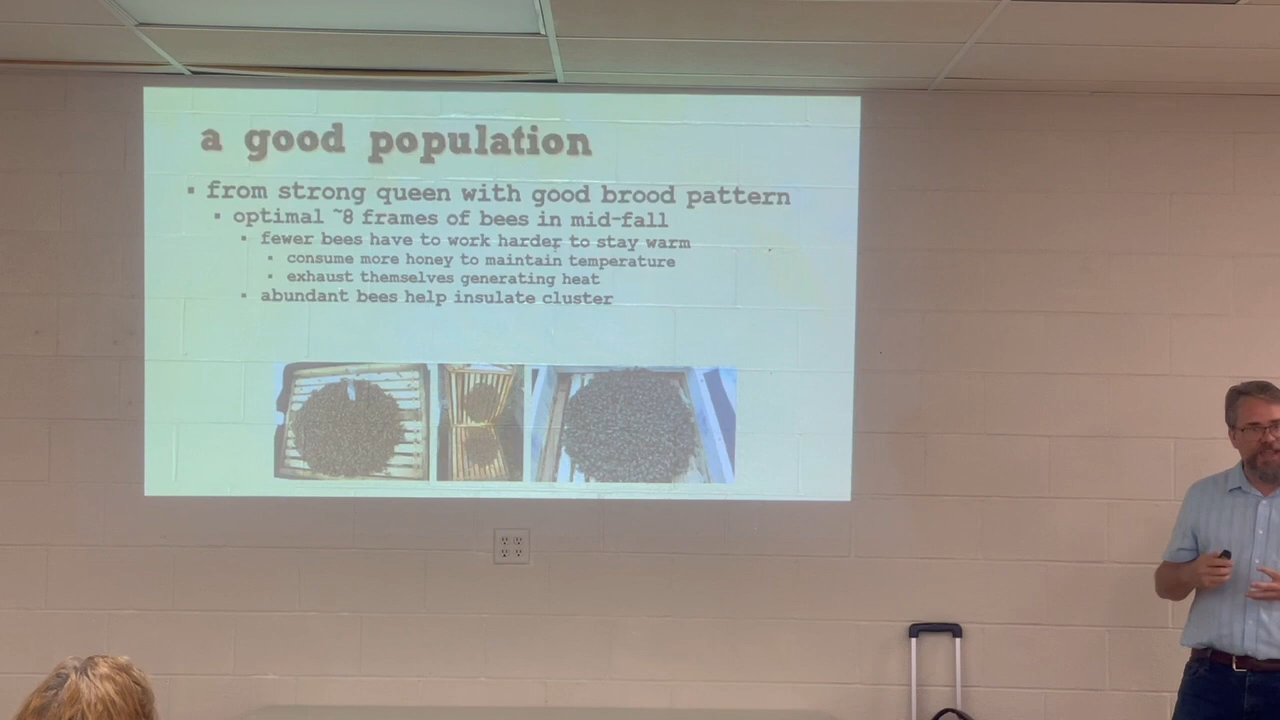 a good population
▪ from strong queen with good brood pattern
▪ optimal ~8 frames of bees in mid-fall
▪ fewer bees have to work harder to stay warm
▪ consume more honey to maintain temperature
▪ exhaust themselves generating heat
▪ abundant bees help insulate cluster